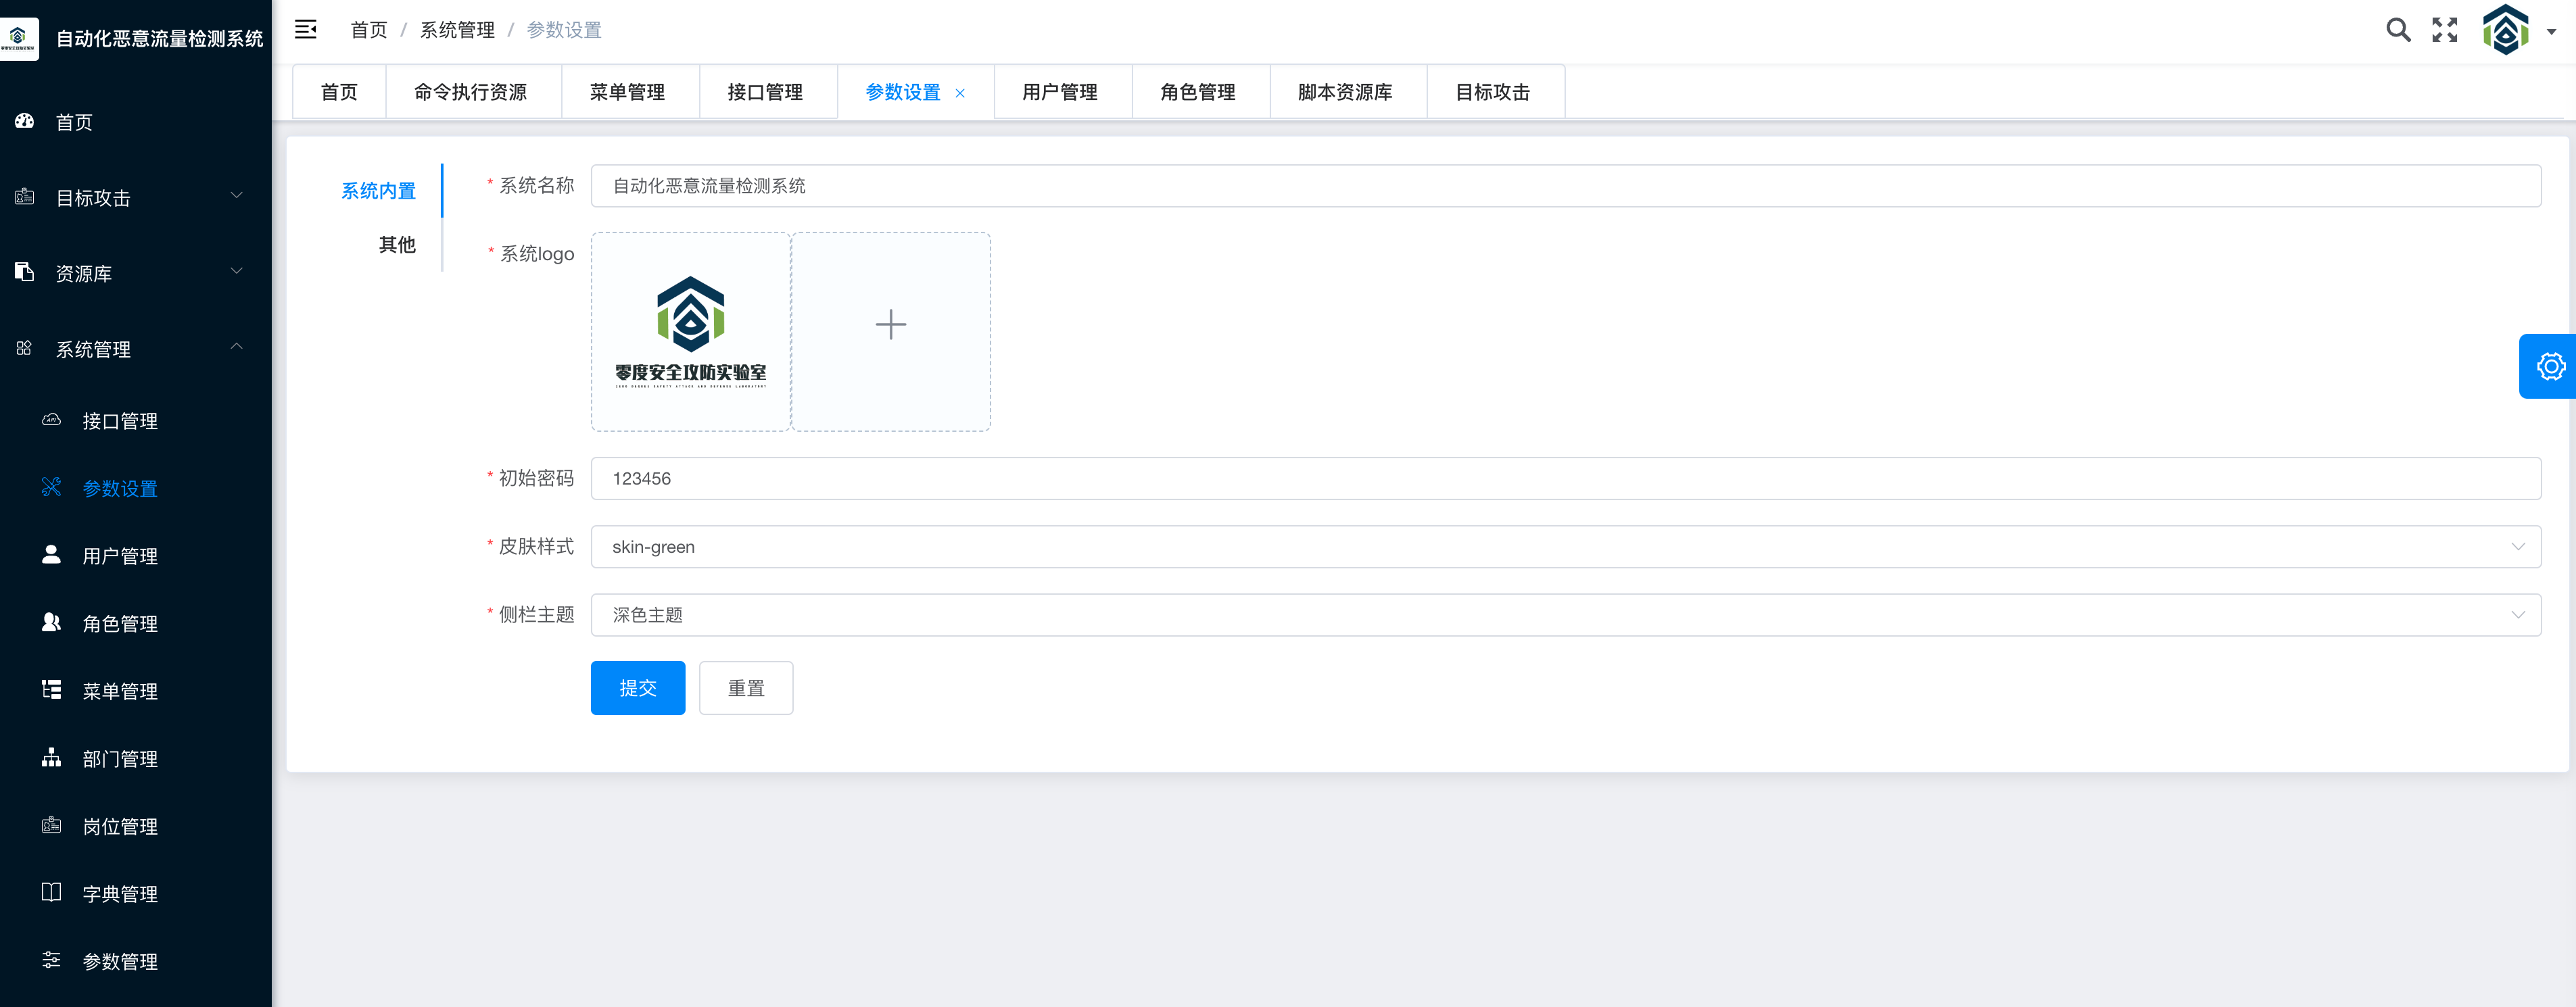 自动化恶意流量检测系统
首页
目标攻击
资源库
系统管理
接口管理
参数设置
用户管理
角色管理
菜单管理
部门管理
岗位管理
字典管理
参数管理
首页 / 系统管理 / 参数设置
首页 命令执行资源 菜单管理 接口管理 参数设置 × 用户管理 角色管理 脚本资源库 目标攻击
系统内置
其他
* 系统名称 自动化恶意流量检测系统
* 系统logo
零度安全攻防实验室
* 初始密码 123456
* 皮肤样式 skin-green
* 侧栏主题 深色主题
提交 重置